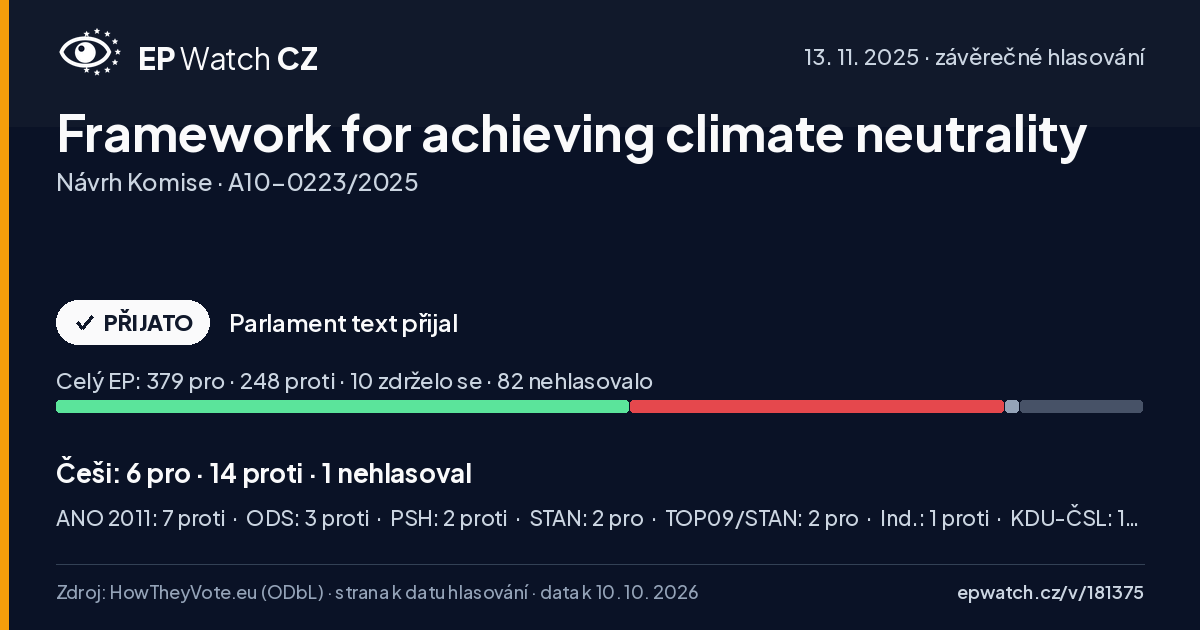 EP Watch CZ
13. 11. 2025 · závěrečné hlasování
Framework for achieving climate neutrality
Návrh Komise · A10-0223/2025
✓ PŘIJATO
Parlament text přijal
Celý EP: 379 pro · 248 proti · 10 zdrželo se · 82 nehlasovalo
Češi: 6 pro · 14 proti · 1 nehlasoval
ANO 2011: 7 proti · ODS: 3 proti · PSH: 2 proti · STAN: 2 pro · TOP09/STAN: 2 pro · Ind.: 1 proti · KDU-ČSL: 1...
Zdroj: HowTheyVote.eu (ODbL) · strana k datu hlasování · data k 10. 10. 2026
epwatch.cz/v/181375